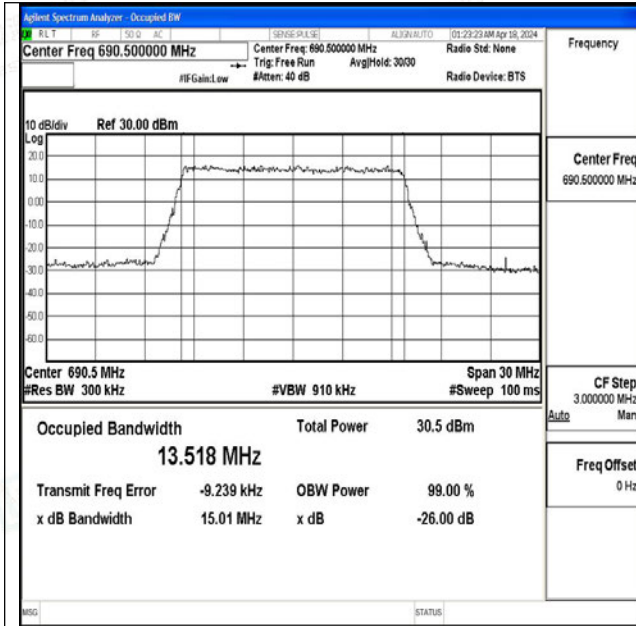 Agilent Spectrum Analyzer - Occupied BW
RL T RF 50 Ω AC SENSE:PULSE ALIGNAUTO 01:23:23 AM Apr 18, 2024
Center Freq 690.500000 MHz
Center Freq: 690.500000 MHz
Radio Std: None
Trig: Free Run Avg|Hold: 30/30
#IFGain:Low #Atten: 40 dB Radio Device: BTS
10 dB/div Ref 30.00 dBm
Log
20.0
10.0
0.00
-10.0
-20.0
-30.0
-40.0
-50.0
-60.0
Center 690.5 MHz Span 30 MHz
#Res BW 300 kHz #VBW 910 kHz #Sweep 100 ms
Occupied Bandwidth Total Power 30.5 dBm
13.518 MHz
Transmit Freq Error -9.239 kHz OBW Power 99.00 %
x dB Bandwidth 15.01 MHz x dB -26.00 dB
MSG STATUS
Frequency
Center Freq
690.500000 MHz
CF Step
3.000000 MHz
Auto Man
Freq Offset
0 Hz